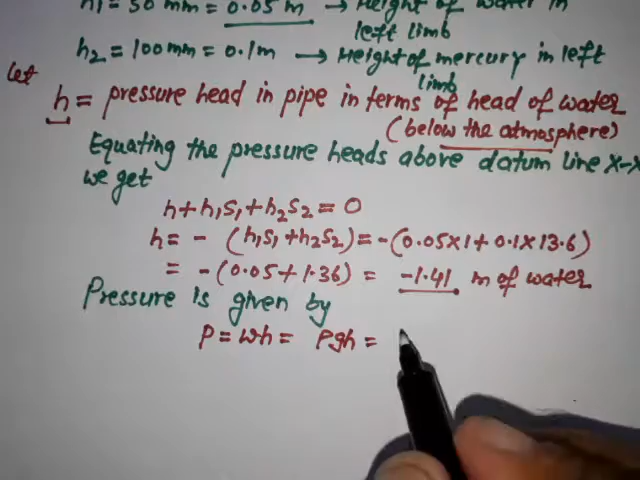 h1 = 50 mm = 0.05 m → Height of water in
left limb
h2 = 100mm = 0.1m → Height of mercury in left
limb
Let
h = pressure head in pipe in terms of head of water
(below the atmosphere)
Equating the pressure heads above datum line X-X
we get
h + h1S1 + h2S2 = 0
h = - (h1S1 + h2S2) = -(0.05×1 + 0.1×13.6)
= -(0.05 + 1.36) = -1.41 m of water
Pressure is given by
P = wh = ρgh =